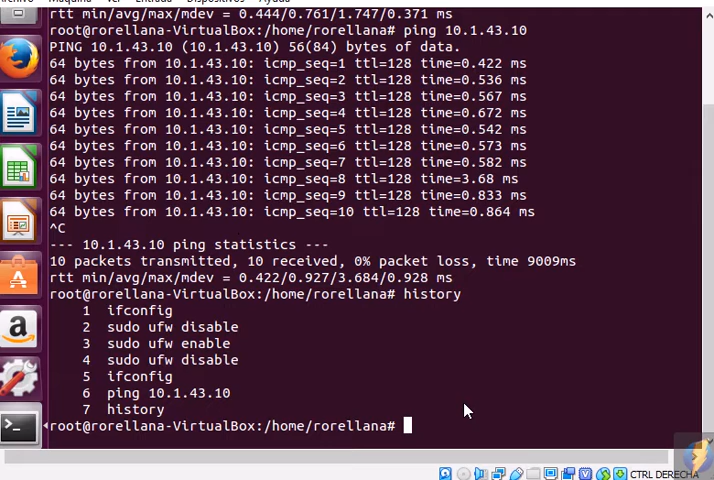 Archivo Máquina Ver Entrada Dispositivos Ayuda
rtt min/avg/max/mdev = 0.444/0.761/1.747/0.371 ms
root@rorellana-VirtualBox:/home/rorellana# ping 10.1.43.10
PING 10.1.43.10 (10.1.43.10) 56(84) bytes of data.
64 bytes from 10.1.43.10: icmp_seq=1 ttl=128 time=0.422 ms
64 bytes from 10.1.43.10: icmp_seq=2 ttl=128 time=0.536 ms
64 bytes from 10.1.43.10: icmp_seq=3 ttl=128 time=0.567 ms
64 bytes from 10.1.43.10: icmp_seq=4 ttl=128 time=0.672 ms
64 bytes from 10.1.43.10: icmp_seq=5 ttl=128 time=0.542 ms
64 bytes from 10.1.43.10: icmp_seq=6 ttl=128 time=0.573 ms
64 bytes from 10.1.43.10: icmp_seq=7 ttl=128 time=0.582 ms
64 bytes from 10.1.43.10: icmp_seq=8 ttl=128 time=3.68 ms
64 bytes from 10.1.43.10: icmp_seq=9 ttl=128 time=0.833 ms
64 bytes from 10.1.43.10: icmp_seq=10 ttl=128 time=0.864 ms
^C
--- 10.1.43.10 ping statistics ---
10 packets transmitted, 10 received, 0% packet loss, time 9009ms
rtt min/avg/max/mdev = 0.422/0.927/3.684/0.928 ms
root@rorellana-VirtualBox:/home/rorellana# history
1 ifconfig
2 sudo ufw disable
3 sudo ufw enable
4 sudo ufw disable
5 ifconfig
6 ping 10.1.43.10
7 history
root@rorellana-VirtualBox:/home/rorellana#
CTRL DERECHA